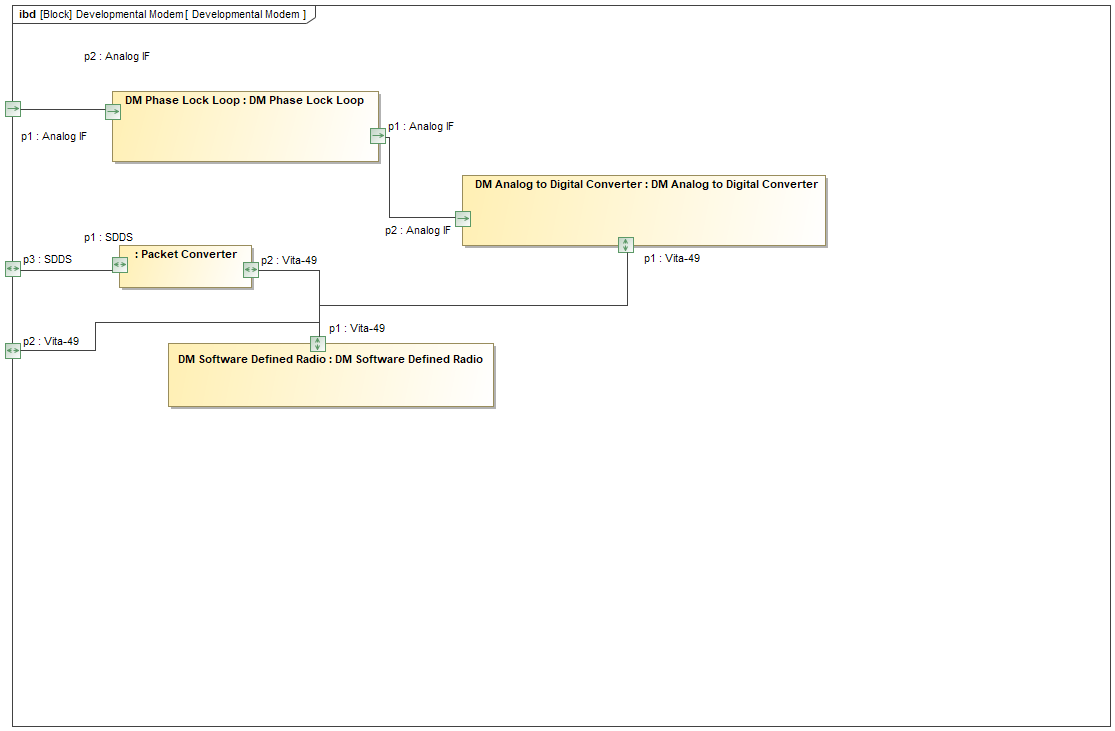 ibd [Block] Developmental Modem[ Developmental Modem ]
p2 : Analog IF
DM Phase Lock Loop : DM Phase Lock Loop
p1 : Analog IF
p1 : Analog IF
DM Analog to Digital Converter : DM Analog to Digital Converter
p2 : Analog IF
p1 : SDDS
p3 : SDDS
: Packet Converter
p2 : Vita-49
p1 : Vita-49
p1 : Vita-49
p2 : Vita-49
DM Software Defined Radio : DM Software Defined Radio